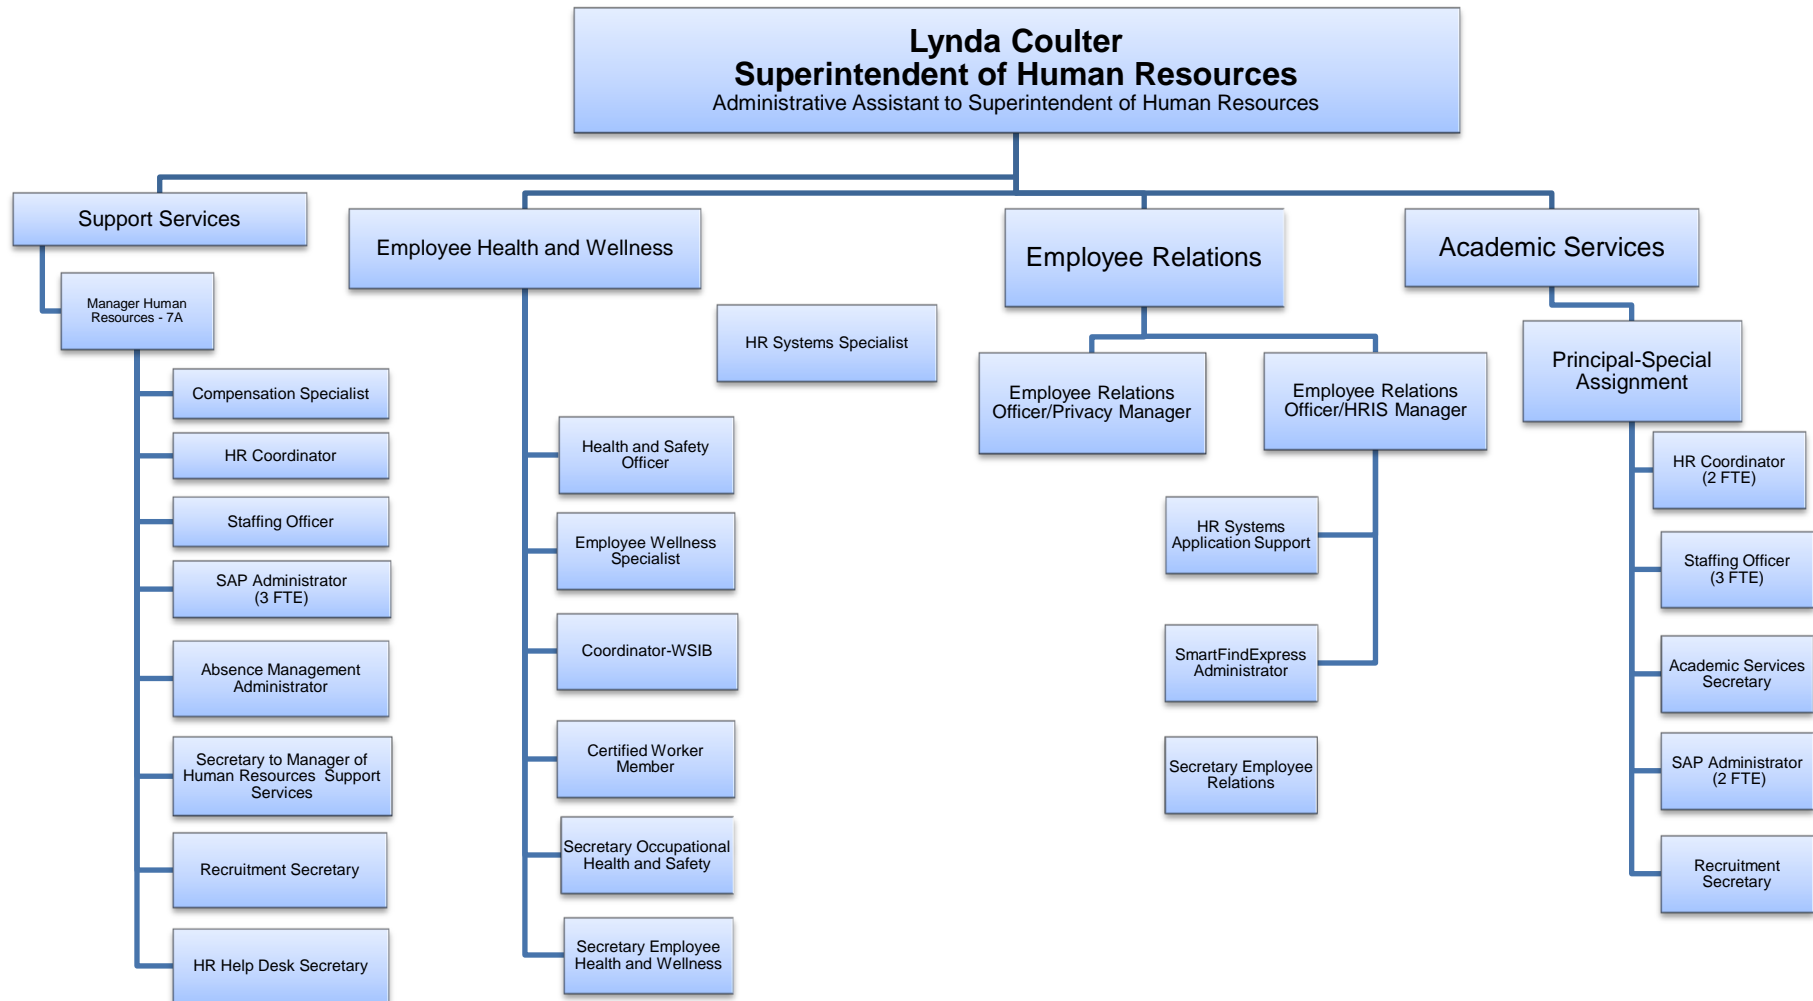 Lynda Coulter
Superintendent of Human Resources
Administrative Assistant to Superintendent of Human Resources
Support Services
Manager Human
Resources - 7A
Compensation Specialist
HR Coordinator
Staffing Officer
SAP Administrator
(3 FTE)
Absence Management
Administrator
Secretary to Manager of
Human Resources Support
Services
Recruitment Secretary
HR Help Desk Secretary
Employee Health and Wellness
Health and Safety
Officer
Employee Wellness
Specialist
Coordinator-WSIB
Certified Worker
Member
Secretary Occupational
Health and Safety
Secretary Employee
Health and Wellness
HR Systems Specialist
Employee Relations
Employee Relations
Officer/Privacy Manager
Employee Relations
Officer/HRIS Manager
HR Systems
Application Support
SmartFindExpress
Administrator
Secretary Employee
Relations
Academic Services
Principal-Special
Assignment
HR Coordinator
(2 FTE)
Staffing Officer
(3 FTE)
Academic Services
Secretary
SAP Administrator
(2 FTE)
Recruitment
Secretary